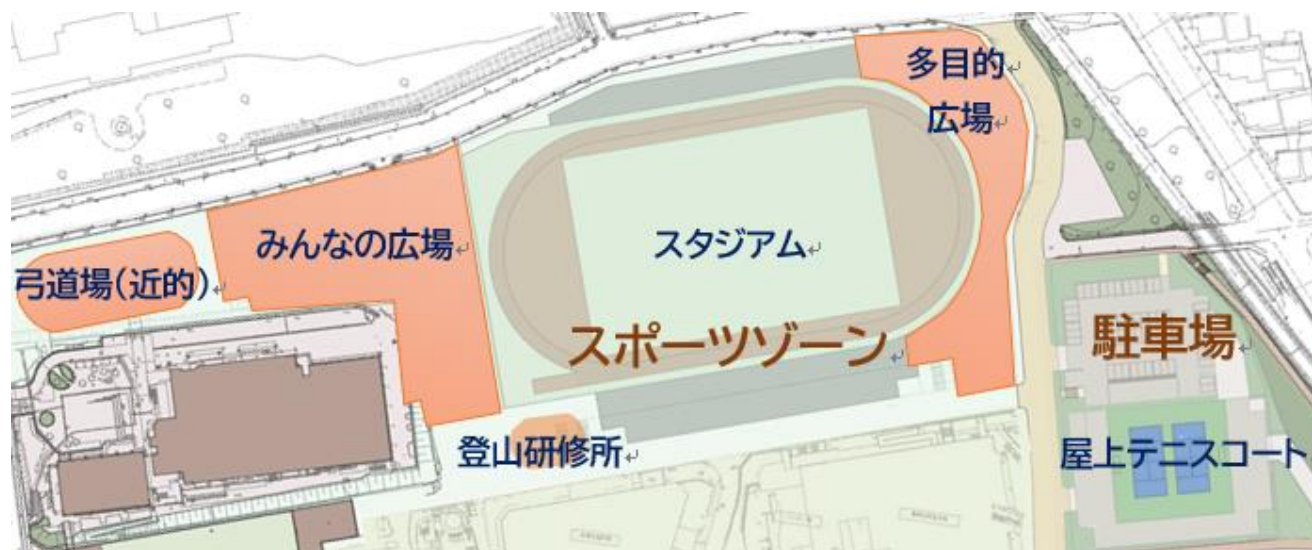 多目的
広場
みんなの広場
スタジアム
弓道場(近的)
スポーツゾーン
駐車場
登山研修所
屋上テニスコート